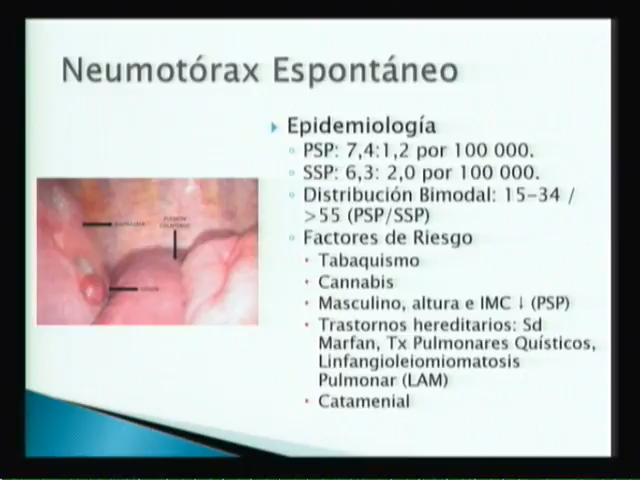 Neumotórax Espontáneo
Epidemiología
PSP: 7,4:1,2 por 100 000.
SSP: 6,3: 2,0 por 100 000.
Distribución Bimodal: 15-34 /
>55 (PSP/SSP)
Factores de Riesgo
Tabaquismo
Cannabis
Masculino, altura e IMC ↓ (PSP)
Trastornos hereditarios: Sd
Marfan, Tx Pulmonares Quísticos,
Linfangioleiomiomatosis
Pulmonar (LAM)
Catamenial